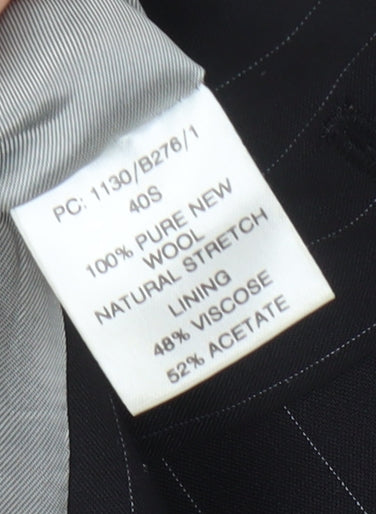 PC: 1130/B276/1
40S
100% PURE NEW
WOOL
NATURAL STRETCH
LINING
48% VISCOSE
52% ACETATE